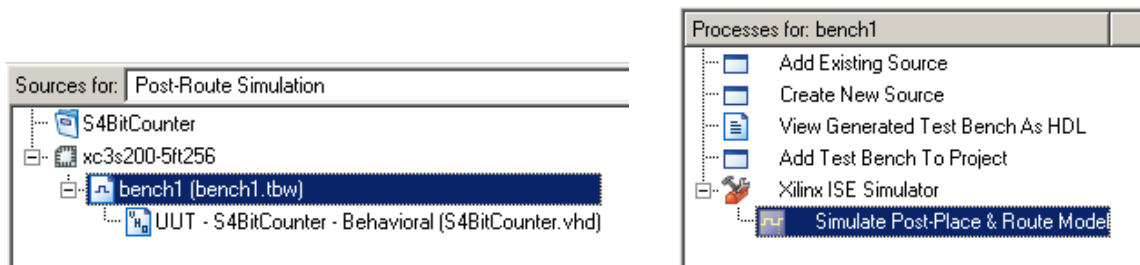 Sources for: Post-Route Simulation
S4BitCounter
xc3s200-5ft256
bench1 (bench1.tbw)
UUT - S4BitCounter - Behavioral (S4BitCounter.vhd)
Processes for: bench1
Add Existing Source
Create New Source
View Generated Test Bench As HDL
Add Test Bench To Project
Xilinx ISE Simulator
Simulate Post-Place & Route Model